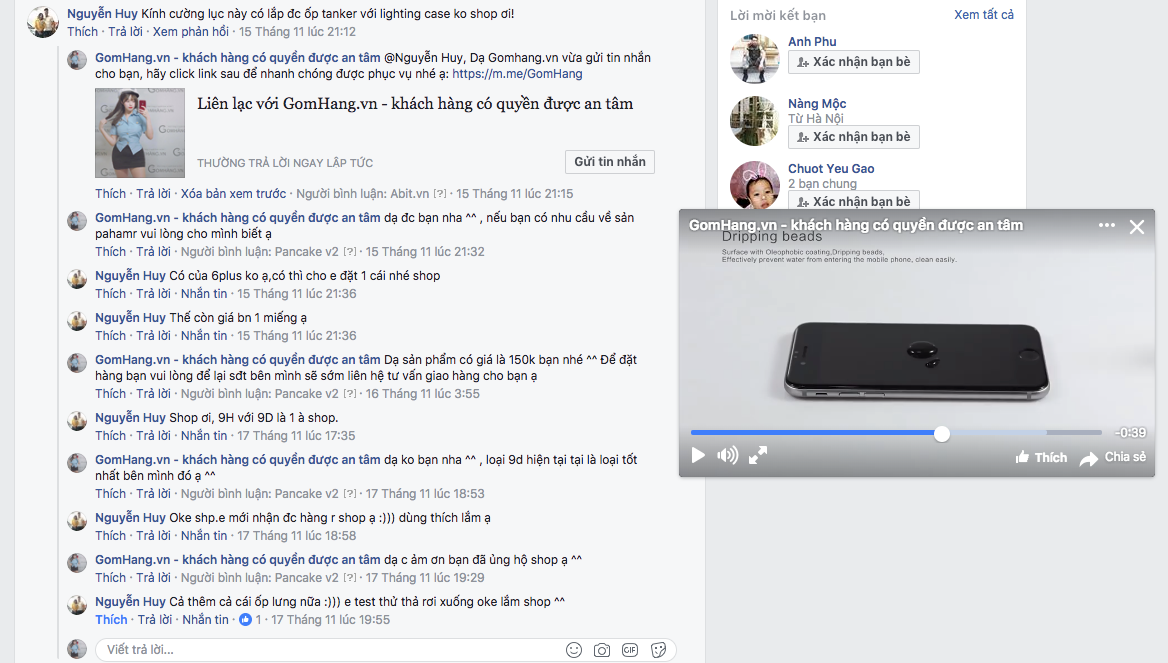 Nguyễn Huy Kính cường lục này có lắp đc ốp tanker với lighting case ko shop ơi!
Thích · Trả lời · Xem phản hồi · 15 Tháng 11 lúc 21:12
GomHang.vn - khách hàng có quyền được an tâm @Nguyễn Huy, Dạ Gomhang.vn vừa gửi tin nhắn
cho bạn, hãy click link sau để nhanh chóng được phục vụ nhé ạ: https://m.me/GomHang
Liên lạc với GomHang.vn - khách hàng có quyền được an tâm
THƯỜNG TRẢ LỜI NGAY LẬP TỨC
Gửi tin nhắn
Thích · Trả lời · Xóa bản xem trước · Người bình luận: Abit.vn [?] · 15 Tháng 11 lúc 21:15
GomHang.vn - khách hàng có quyền được an tâm dạ đc bạn nha ^^ , nếu bạn có nhu cầu về sản
pahamr vui lòng cho mình biết ạ
Thích · Trả lời · Người bình luận: Pancake v2 [?] · 15 Tháng 11 lúc 21:32
Nguyễn Huy Có của 6plus ko ạ,có thì cho e đặt 1 cái nhé shop
Thích · Trả lời · Nhắn tin · 15 Tháng 11 lúc 21:36
Nguyễn Huy Thế còn giá bn 1 miếng ạ
Thích · Trả lời · Nhắn tin · 15 Tháng 11 lúc 21:36
GomHang.vn - khách hàng có quyền được an tâm Dạ sản phẩm có giá là 150k bạn nhé ^^ Để đặt
hàng bạn vui lòng để lại sđt bên mình sẽ sớm liên hệ tư vấn giao hàng cho bạn ạ
Thích · Trả lời · Người bình luận: Pancake v2 [?] · 16 Tháng 11 lúc 3:55
Nguyễn Huy Shop ơi, 9H với 9D là 1 à shop.
Thích · Trả lời · Nhắn tin · 17 Tháng 11 lúc 17:35
GomHang.vn - khách hàng có quyền được an tâm dạ ko bạn nha ^^ , loại 9d hiện tại tại là loại tốt
nhất bên mình đó ạ ^^
Thích · Trả lời · Người bình luận: Pancake v2 [?] · 17 Tháng 11 lúc 18:53
Nguyễn Huy Oke shp.e mới nhận đc hàng r shop ạ :))) dùng thích lắm ạ
Thích · Trả lời · Nhắn tin · 17 Tháng 11 lúc 18:58
GomHang.vn - khách hàng có quyền được an tâm dạ c ảm ơn bạn đã ủng hộ shop ạ ^^
Thích · Trả lời · Người bình luận: Pancake v2 [?] · 17 Tháng 11 lúc 19:29
Nguyễn Huy Cả thêm cả cái ốp lưng nữa :))) e test thử thả rơi xuống oke lắm shop ^^
Thích · Trả lời · Nhắn tin · 1 · 17 Tháng 11 lúc 19:55
Viết trả lời...
GIF
Lời mời kết bạn
Xem tất cả
Anh Phu
Xác nhận bạn bè
Nàng Mộc
Từ Hà Nội
Xác nhận bạn bè
Chuot Yeu Gao
2 bạn chung
Xác nhận bạn bè
GomHang.vn - khách hàng có quyền được an tâm
Dripping beads
Surface with Oleophobic coating,Dripping beads,
Effectively prevent water from entering the mobile phone, clean easily.
-0:39
Thích
Chia sẻ